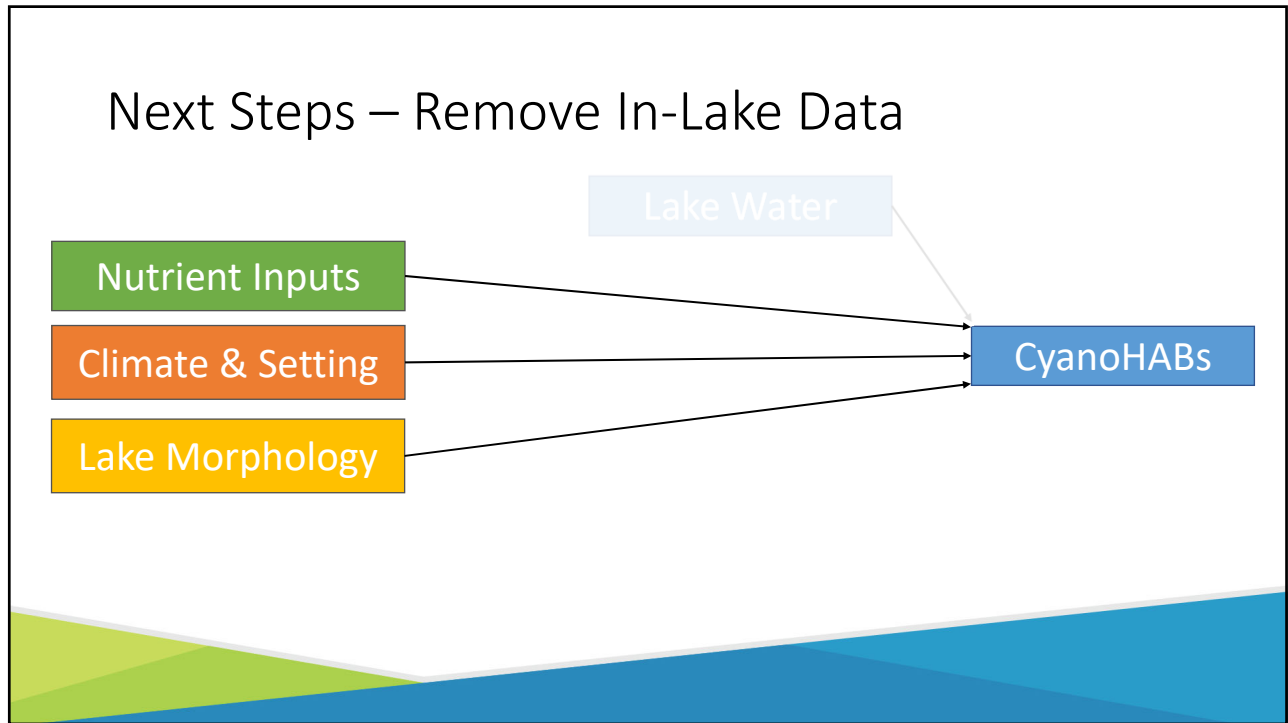 Next Steps – Remove In-Lake Data
Lake Water
Nutrient Inputs
Climate & Setting
CyanoHABs
Lake Morphology